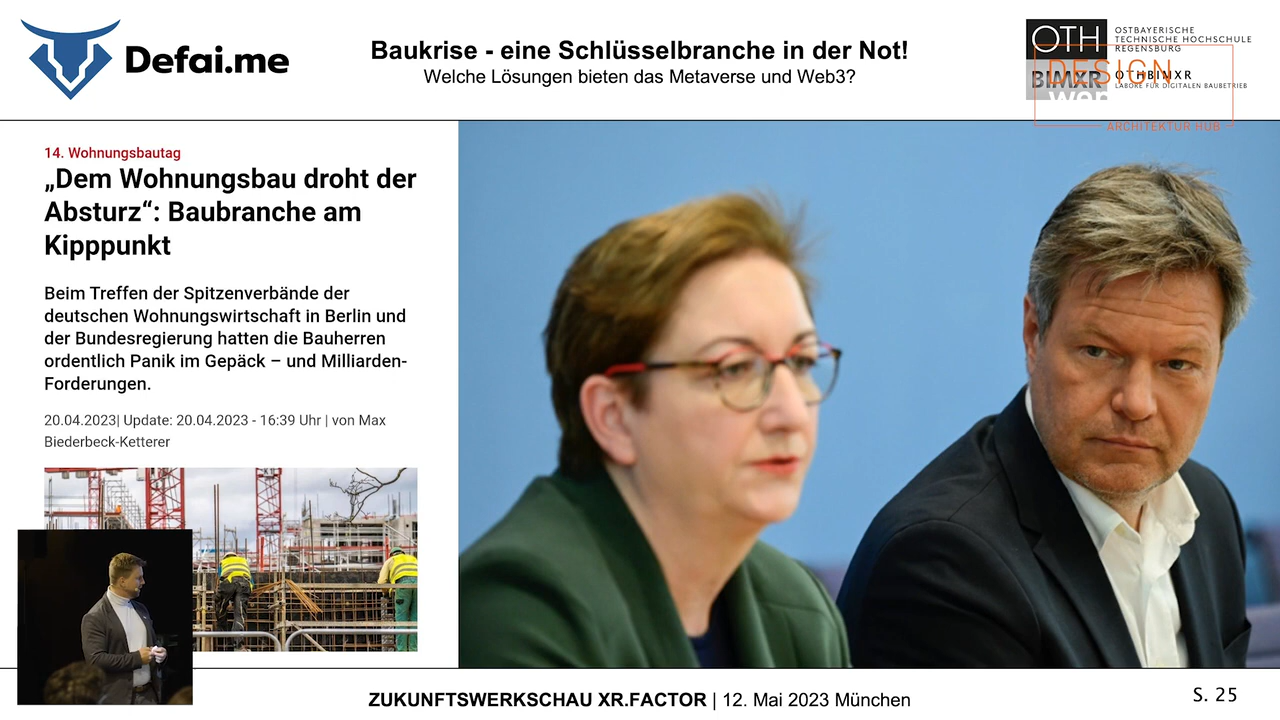 Defai.me
Baukrise - eine Schlüsselbranche in der Not!
Welche Lösungen bieten das Metaverse und Web3?
OTH
OSTBAYERISCHE
TECHNISCHE HOCHSCHULE
REGENSBURG
DESIGN
BIMXR
OTHBIMXR
LABORE FÜR DIGITALEN BAUBETRIEB
ARCHITEKTUR HUB
14. Wohnungsbautag
„Dem Wohnungsbau droht der
Absturz“: Baubranche am
Kipppunkt
Beim Treffen der Spitzenverbände der
deutschen Wohnungswirtschaft in Berlin und
der Bundesregierung hatten die Bauherren
ordentlich Panik im Gepäck – und Milliarden-
Forderungen.
20.04.2023| Update: 20.04.2023 - 16:39 Uhr | von Max
Biederbeck-Ketterer
ZUKUNFTSWERKSCHAU XR.FACTOR | 12. Mai 2023 München
S. 25